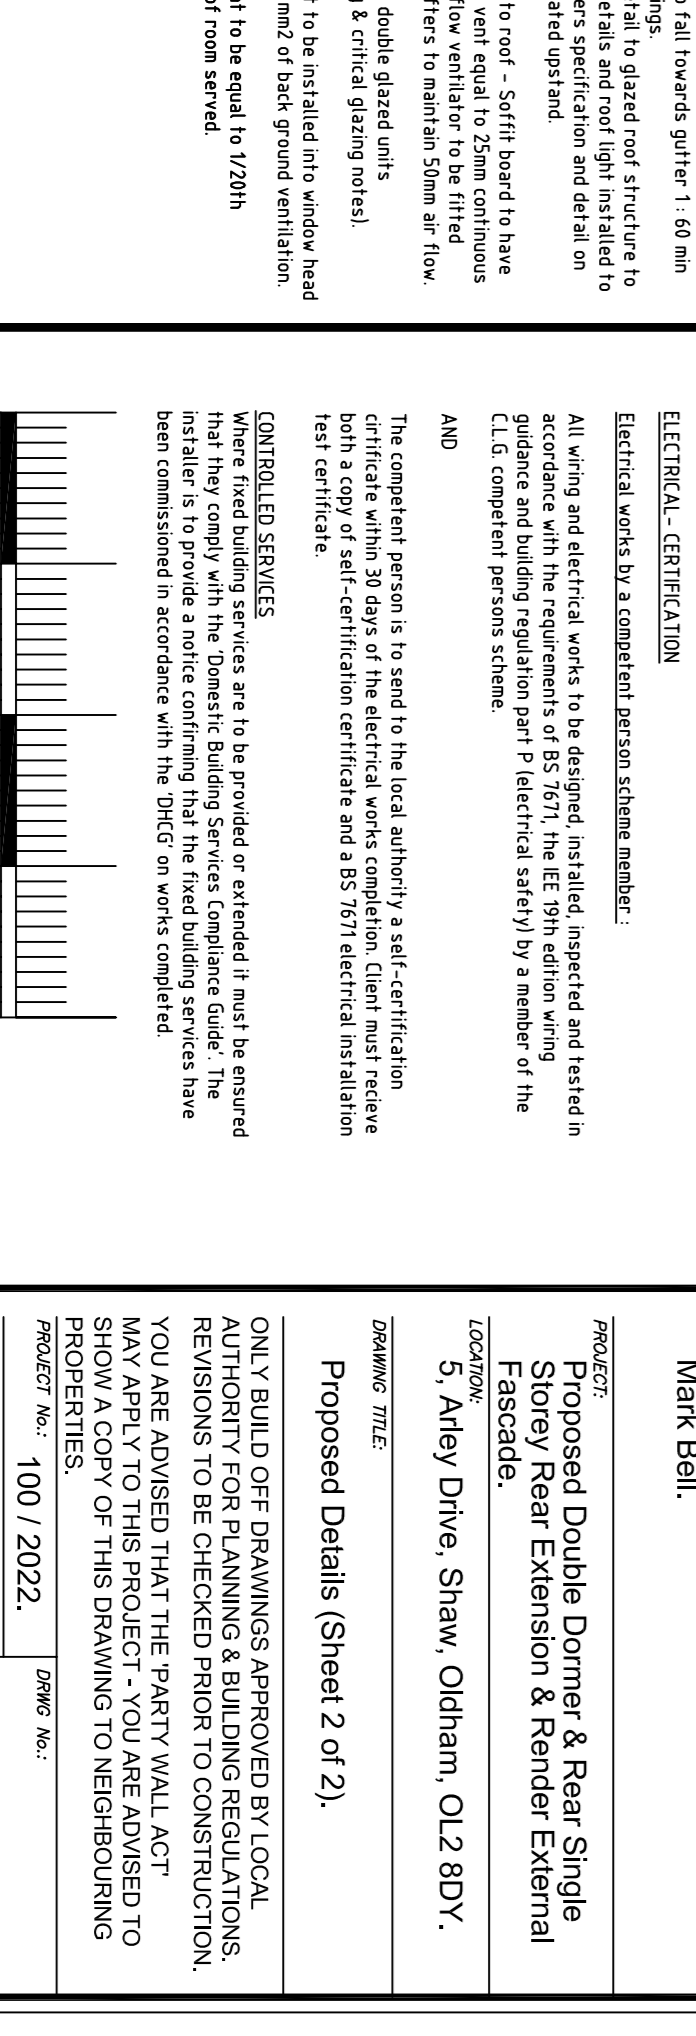 fall towards gutter 1: 60 min
ings.
tail to glazed roof structure to
etails and roof light installed to
ers specification and detail on
ated upstand.
to roof - Soffit board to have
vent equal to 25mm continuous
flow ventilator to be fitted
fters to maintain 50mm air flow.
double glazed units
& critical glazing notes).
t to be installed into window head
mm2 of back ground ventilation.
nt to be equal to 1/20th
of room served.
ELECTRICAL- CERTIFICATION
Electrical works by a competent person scheme member :
All wiring and electrical works to be designed, installed, inspected and tested in
accordance with the requirements of BS 7671, the IEE 19th edition wiring
guidance and building regulation part P (electrical safety) by a member of the
C.L.G. competent persons scheme.
AND
The competent person is to send to the local authority a self-certification
cirtificate within 30 days of the electrical works completion. Client must recieve
both a copy of self-certification certificate and a BS 7671 electrical installation
test certificate.
CONTROLLED SERVICES
Where fixed building services are to be provided or extended it must be ensured
that they comply with the 'Domestic Building Services Compliance Guide'. The
installer is to provide a notice confirming that the fixed building services have
been commissioned in accordance with the 'DHCG' on works completed.
Mark Bell.
PROJECT:
Proposed Double Dormer & Rear Single
Storey Rear Extension & Render External
Fascade.
LOCATION:
5, Arley Drive, Shaw, Oldham, OL2 8DY.
DRAWING TITLE:
Proposed Details (Sheet 2 of 2).
ONLY BUILD OFF DRAWINGS APPROVED BY LOCAL
AUTHORITY FOR PLANNING & BUILDING REGULATIONS.
REVISIONS TO BE CHECKED PRIOR TO CONSTRUCTION.
YOU ARE ADVISED THAT THE 'PARTY WALL ACT'
MAY APPLY TO THIS PROJECT - YOU ARE ADVISED TO
SHOW A COPY OF THIS DRAWING TO NEIGHBOURING
PROPERTIES.
PROJECT No.: 100 / 2022.
DRWG No.: